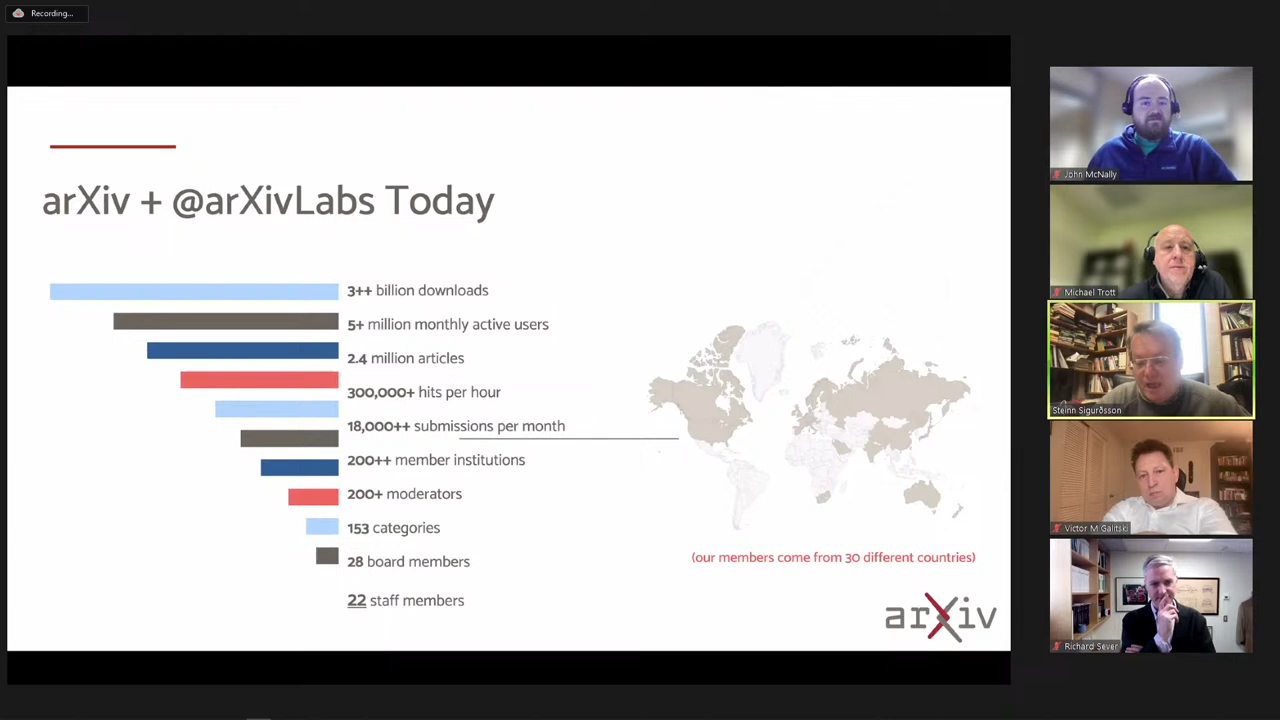 Recording...
arXiv + @arXivLabs Today
3++ billion downloads
5+ million monthly active users
2.4 million articles
300,000+ hits per hour
18,000++ submissions per month
200++ member institutions
200+ moderators
153 categories
28 board members
22 staff members
(our members come from 30 different countries)
arXiv
John McNally
Michael Trott
Steinn Sigurðsson
Victor M Galitski
Richard Sever